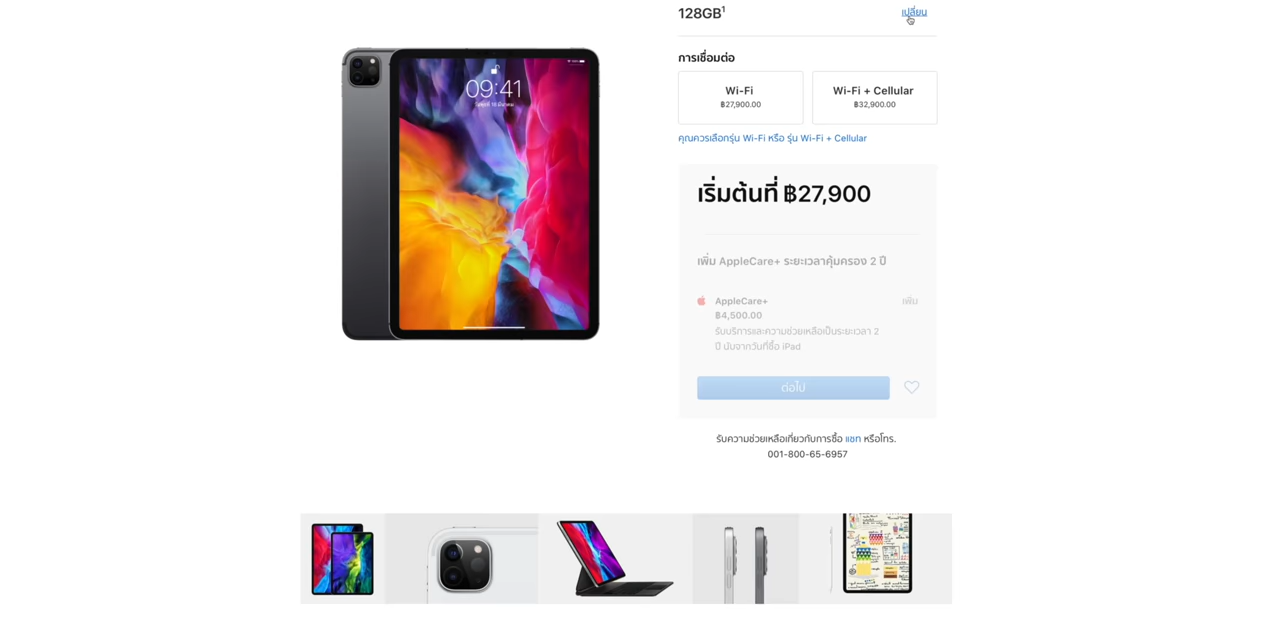 128GB¹
เปลี่ยน
การเชื่อมต่อ
Wi-Fi
฿27,900.00
Wi-Fi + Cellular
฿32,900.00
คุณควรเลือกรุ่น Wi-Fi หรือ รุ่น Wi-Fi + Cellular
09:41
เริ่มต้นที่ ฿27,900
เพิ่ม AppleCare+ ระยะเวลาคุ้มครอง 2 ปี
AppleCare+
เพิ่ม
฿4,500.00
รับบริการและความช่วยเหลือเป็นระยะเวลา 2
ปี นับจากวันที่ซื้อ iPad
ต่อไป
รับความช่วยเหลือเกี่ยวกับการซื้อ แชท หรือโทร.
001-800-65-6957